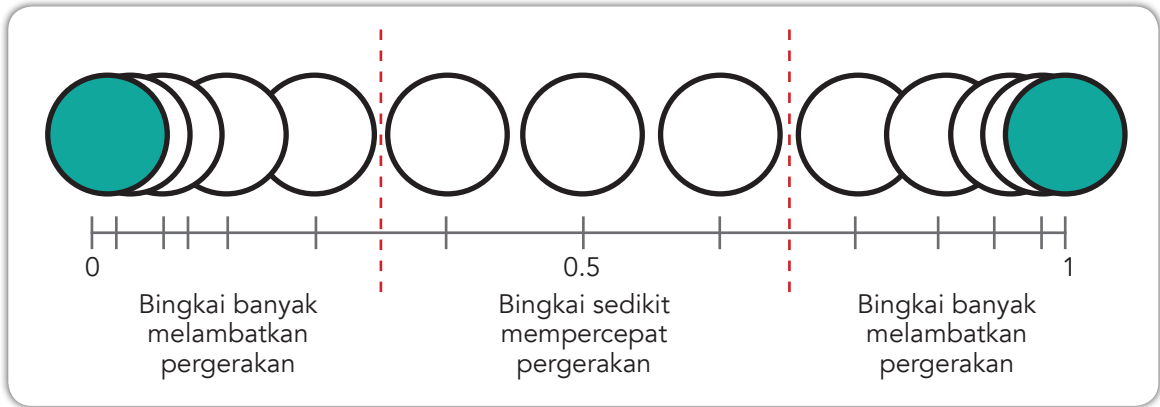 0
0.5
1
Bingkai banyak
melambatkan
pergerakan
Bingkai sedikit
mempercepat
pergerakan
Bingkai banyak
melambatkan
pergerakan